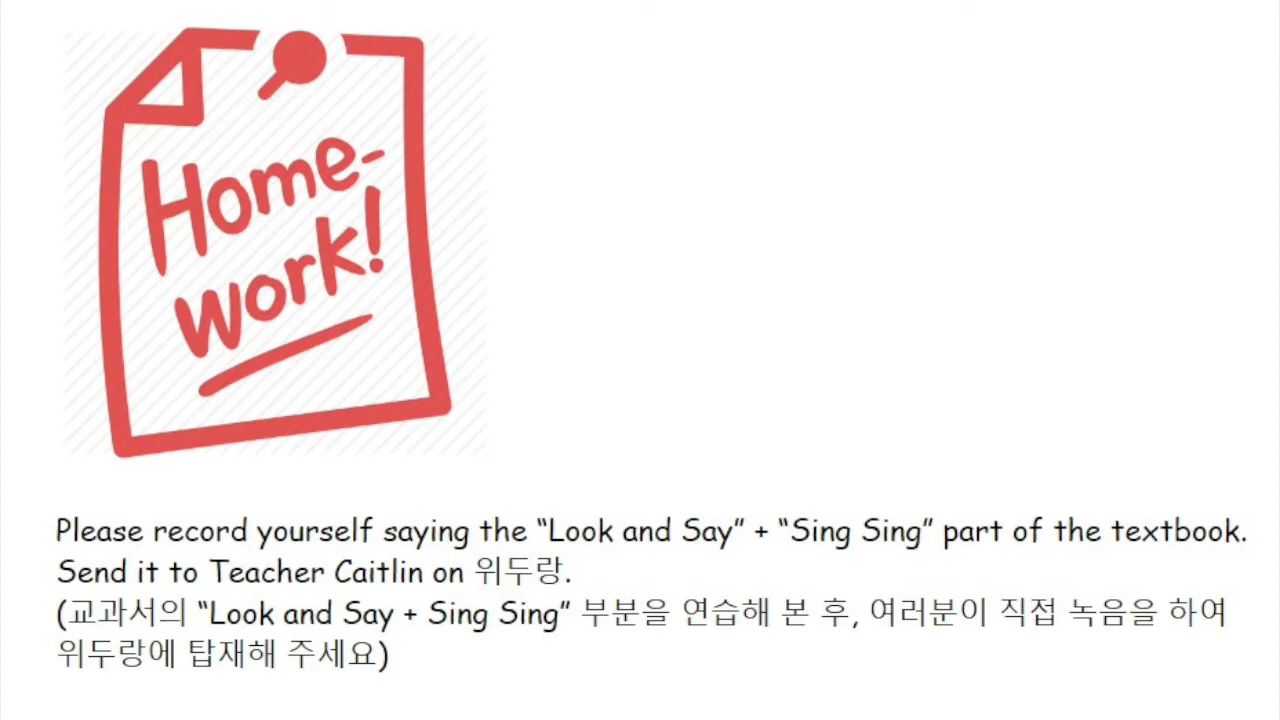 Home-
work!
Please record yourself saying the “Look and Say” + “Sing Sing” part of the textbook.
Send it to Teacher Caitlin on 위두랑.
(교과서의 “Look and Say + Sing Sing” 부분을 연습해 본 후, 여러분이 직접 녹음을 하여
위두랑에 탑재해 주세요)